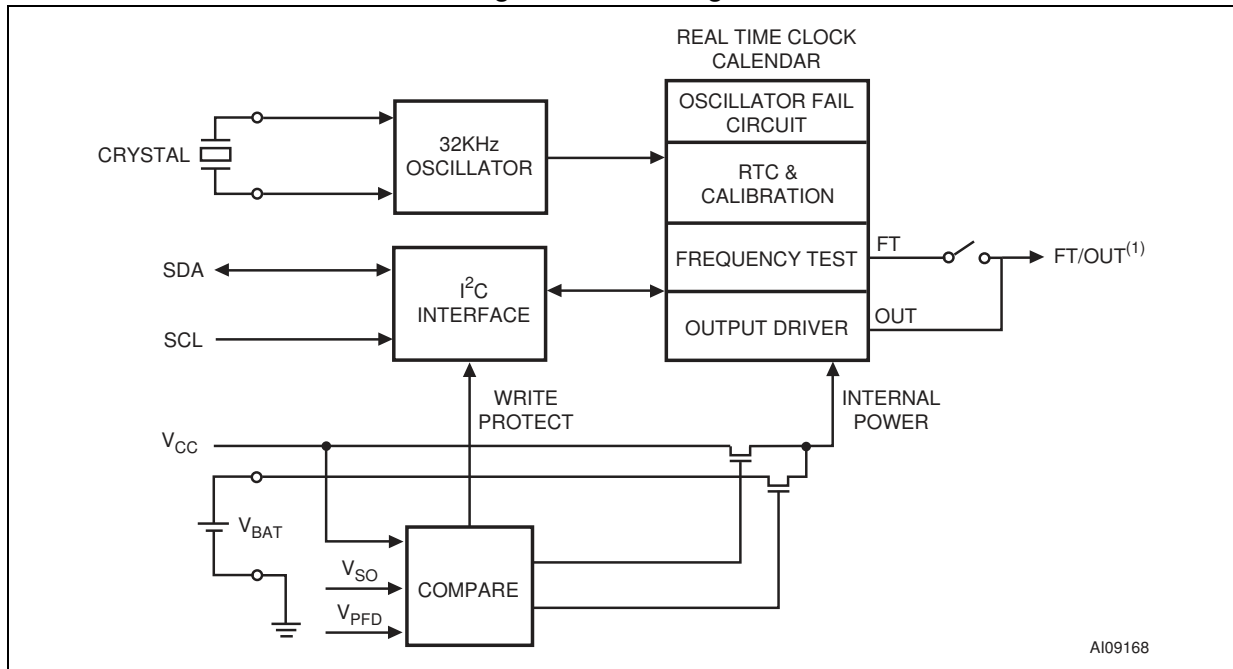 REAL TIME CLOCK
CALENDAR
OSCILLATOR FAIL
CIRCUIT
CRYSTAL
32KHz
OSCILLATOR
RTC &
CALIBRATION
FREQUENCY TEST
FT
FT/OUT(1)
SDA
SCL
I2C
INTERFACE
OUTPUT DRIVER
OUT
WRITE
PROTECT
INTERNAL
POWER
VCC
VBAT
VSO
VPFD
COMPARE
AI09168